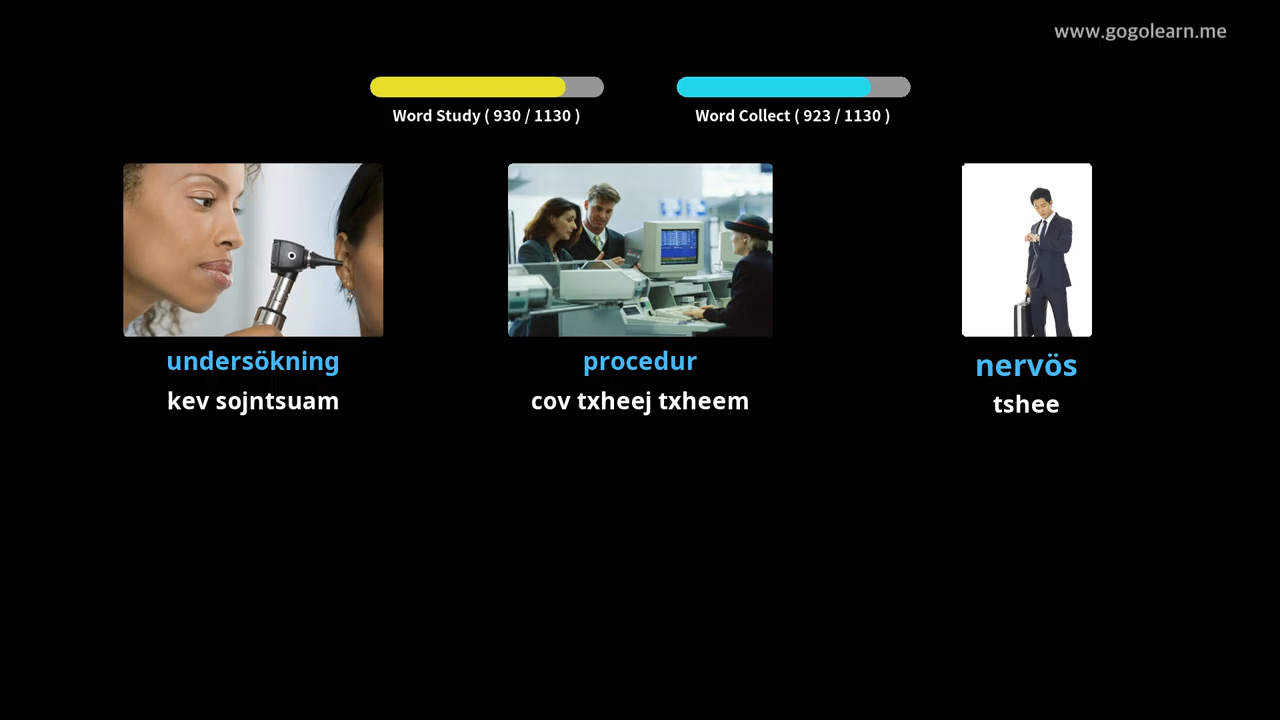 www.gogolearn.me
Word Study ( 930 / 1130 )
Word Collect ( 923 / 1130 )
undersökning
kev sojntsuam
procedur
cov txheej txheem
nervös
tshee